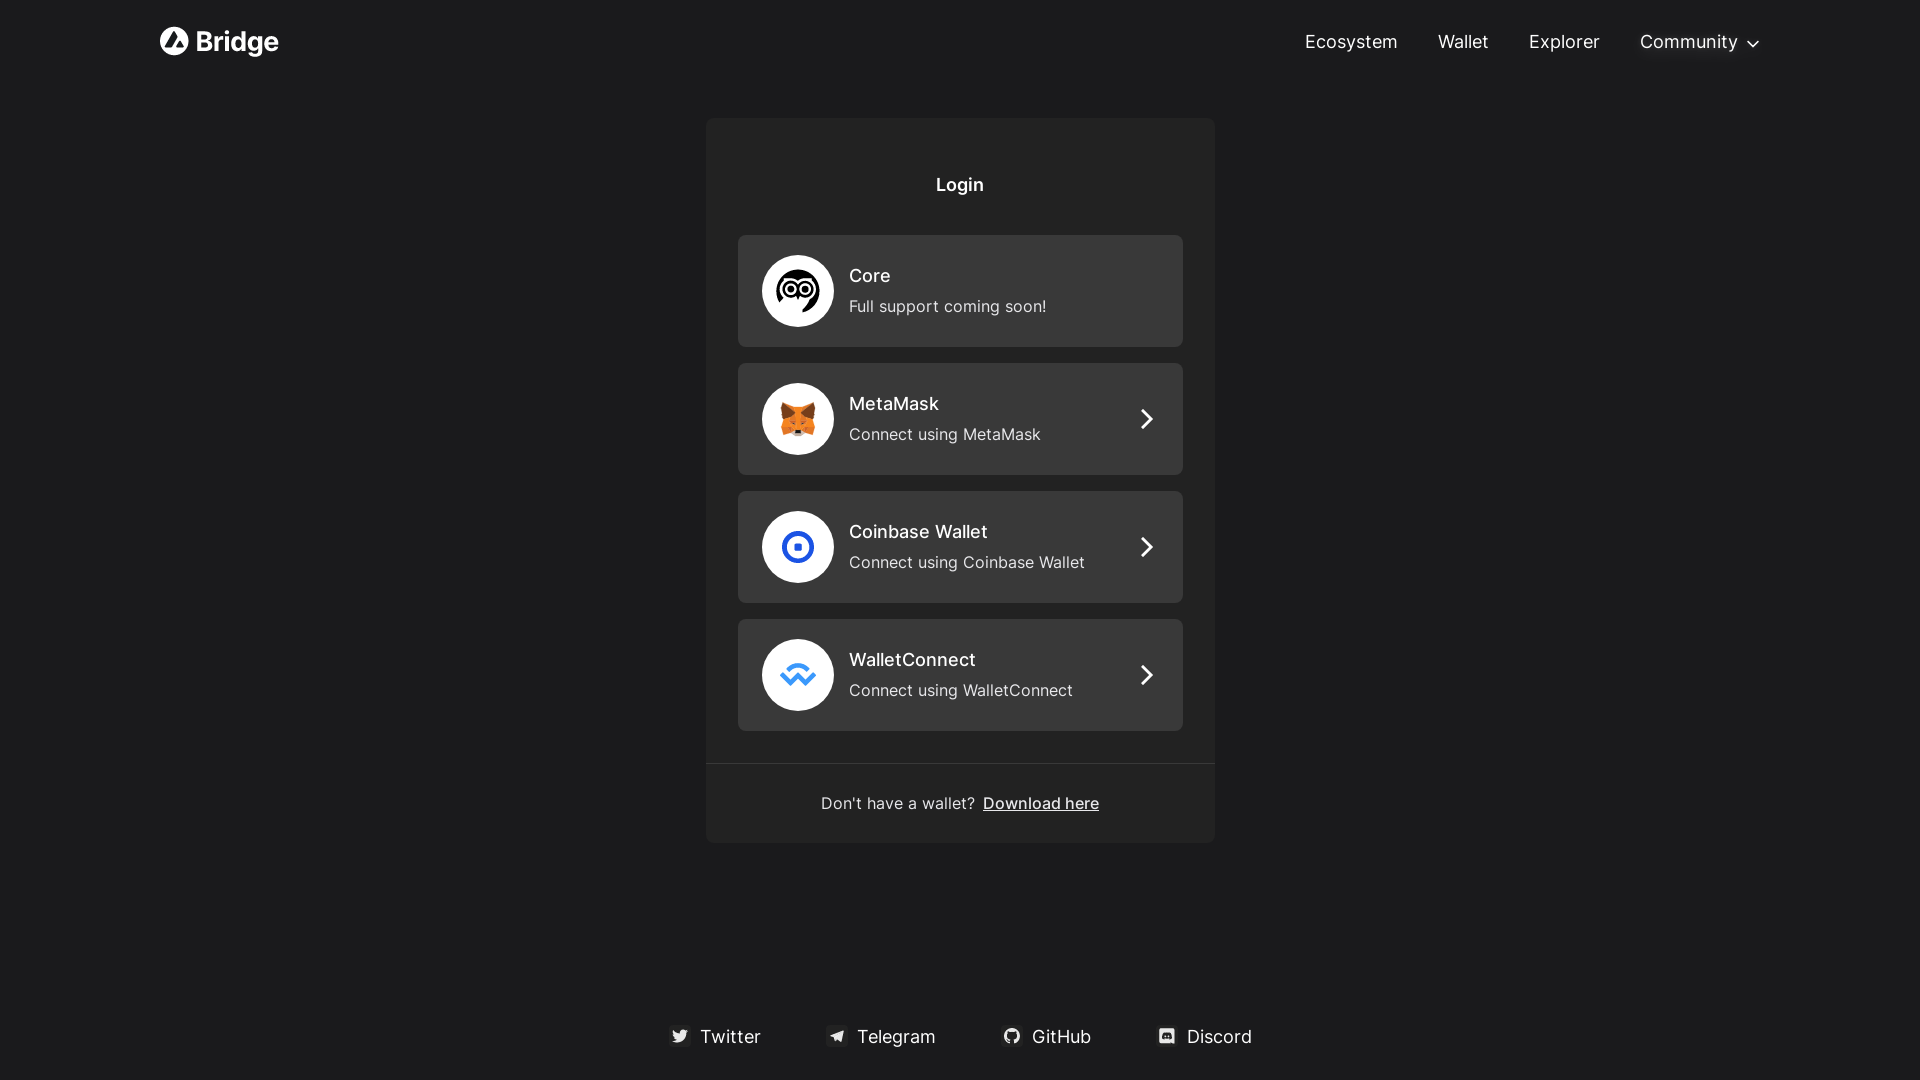 Bridge
Ecosystem Wallet Explorer Community
Login
Core
Full support coming soon!
MetaMask
Connect using MetaMask
Coinbase Wallet
Connect using Coinbase Wallet
WalletConnect
Connect using WalletConnect
Don't have a wallet? Download here
Twitter Telegram GitHub Discord